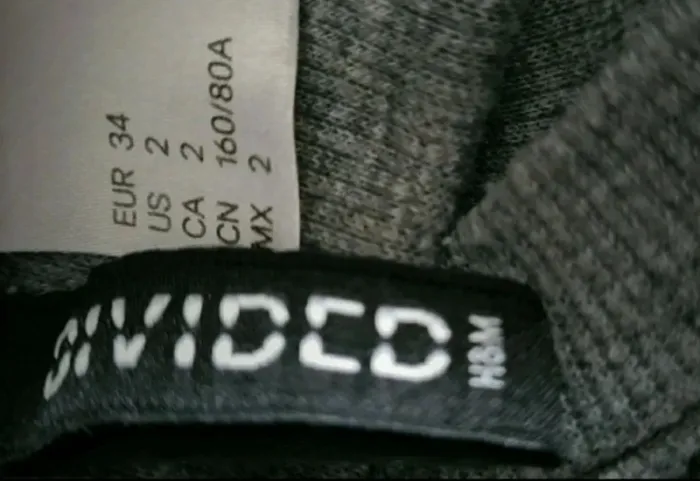 EUR 34
US 2
CA 2
CN 160/80A
MX 2
DIVIDED
H&M